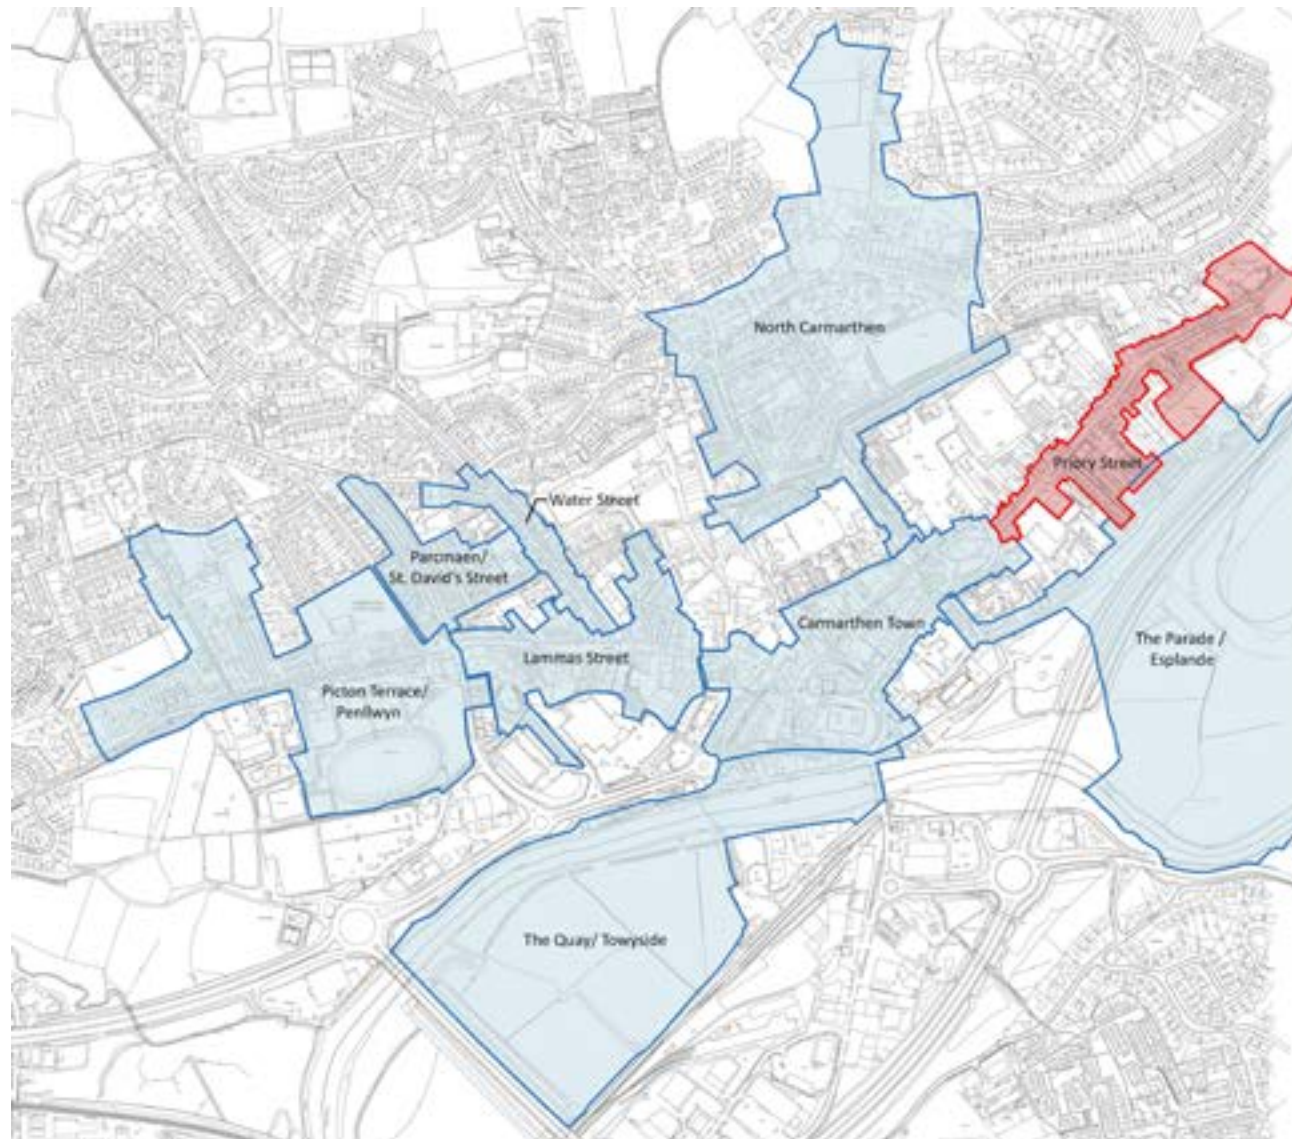 North Carmarthen
Priory Street
Water Street
Parcmaen/
St. David's Street
Carmarthen Town
The Parade /
Esplande
Lammas Street
Picton Terrace/
Penllwyn
The Quay/ Towyside